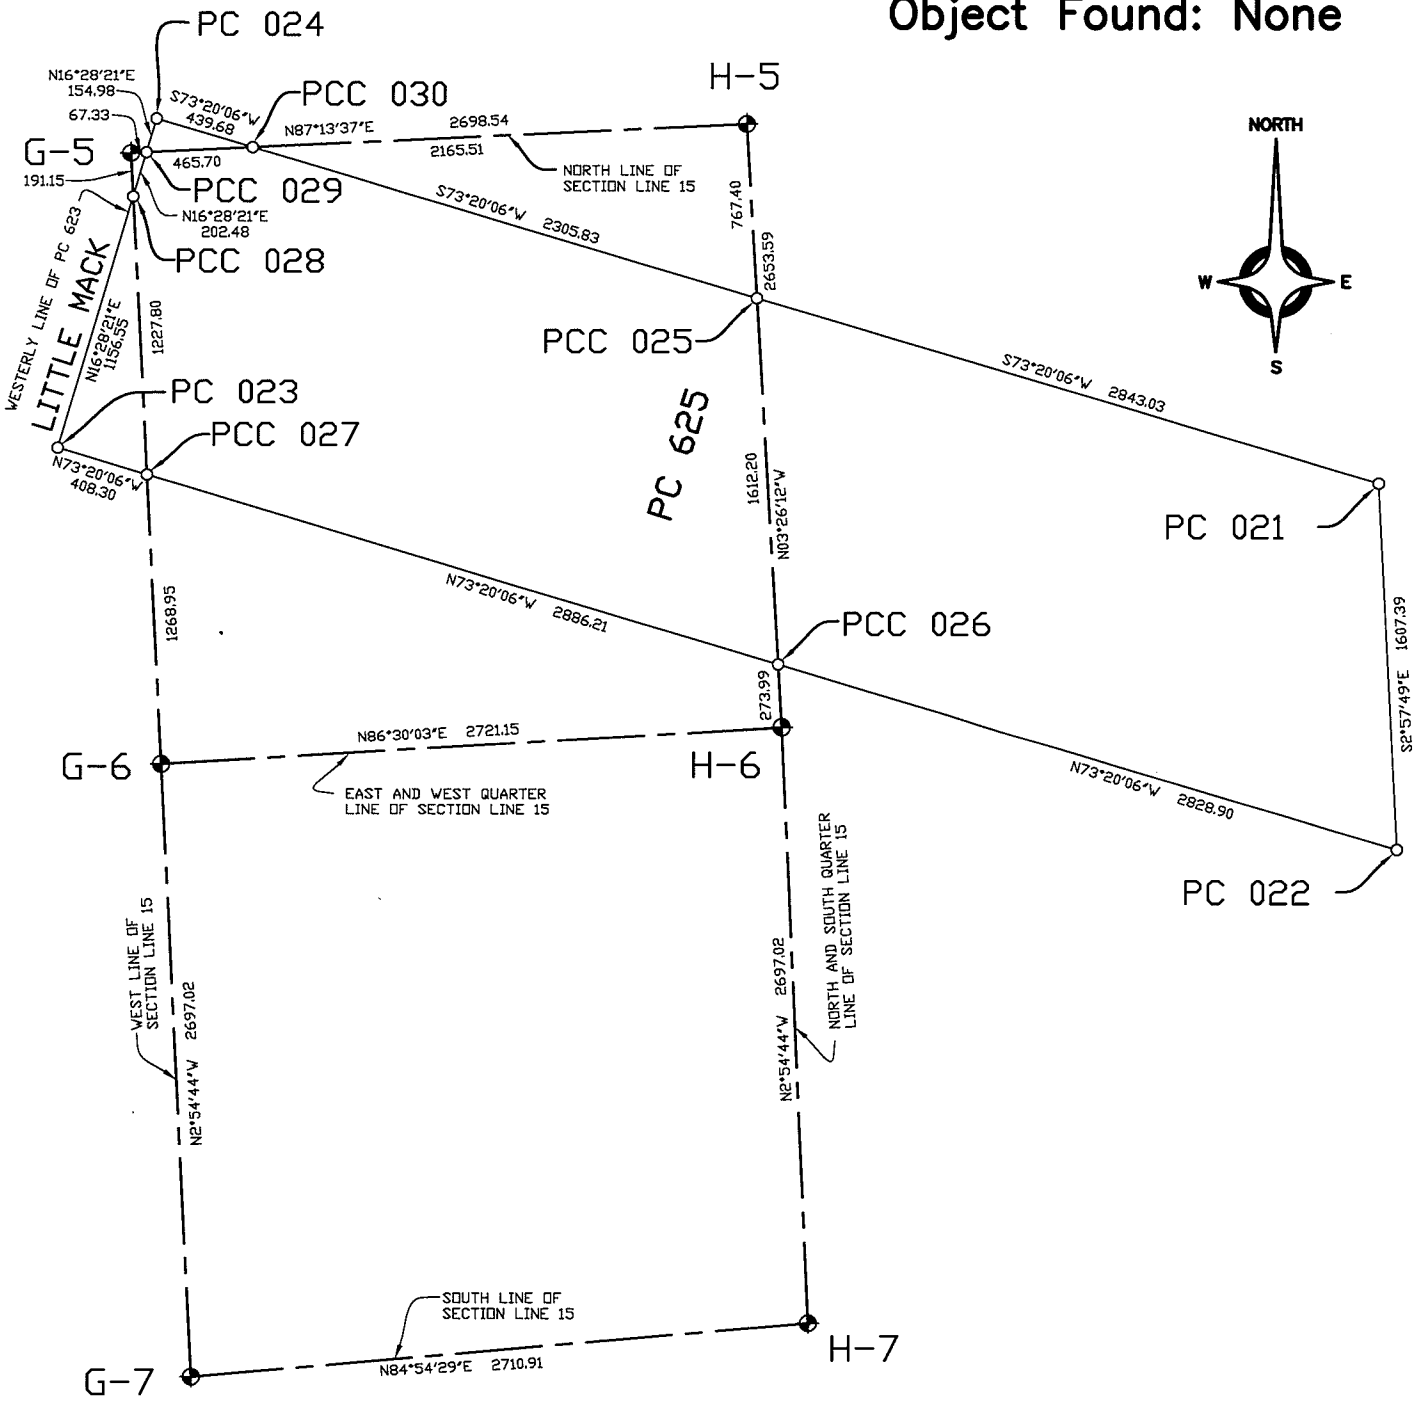 Object Found: None
PC 024
N16°28'21"E
154.98
S73°20'06"W
439.68
PCC 030
H-5
67.33
N87°13'37"E
2698.54
2165.51
NORTH
G-5
465.70
NORTH LINE OF
SECTION LINE 15
191.15
PCC 029
N16°28'21"E
202.48
S73°20'06"W 2305.83
767.40
2653.59
W
E
S
PCC 028
WESTERLY LINE OF PC 623
LITTLE MACK
N16°28'21"E
1156.55
1227.80
PCC 025
S73°20'06"W 2843.03
PC 023
PC 625
PCC 027
N73°20'06"W
408.30
1612.20
N03°26'12"W
PC 021
N73°20'06"W 2886.21
1268.95
PCC 026
S2°57'49"E 1607.39
273.99
N86°30'03"E 2721.15
G-6
H-6
EAST AND WEST QUARTER
LINE OF SECTION LINE 15
N73°20'06"W 2828.90
PC 022
WEST LINE OF
SECTION LINE 15
NORTH AND SOUTH QUARTER
LINE OF SECTION LINE 15
N2°54'44"W 2697.02
N2°54'44"W 2697.02
SOUTH LINE OF
SECTION LINE 15
N84°54'29"E 2710.91
H-7
G-7